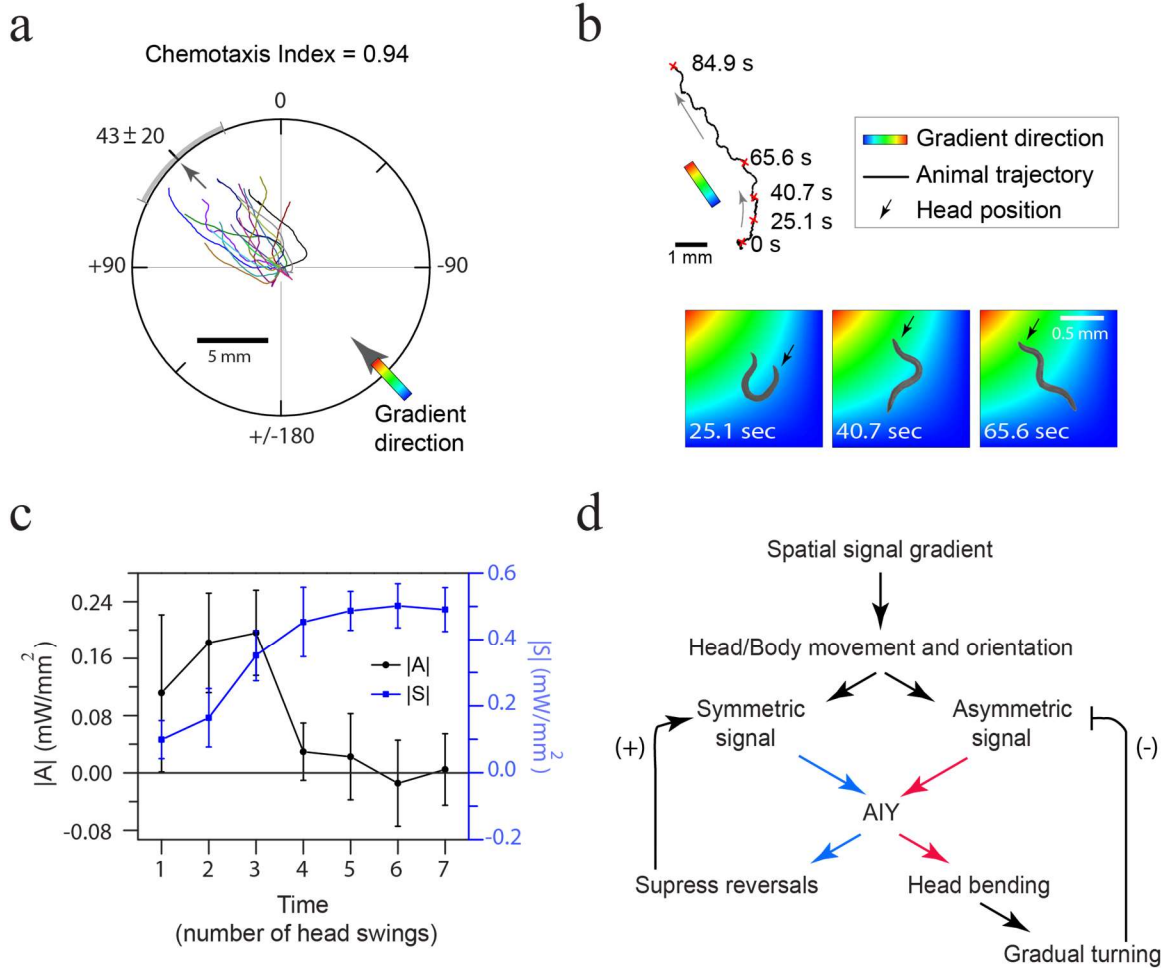 a
Chemotaxis Index = 0.94
0
43 ± 20
+90
-90
5 mm
+/-180
Gradient
direction
b
84.9 s
65.6 s
40.7 s
25.1 s
0 s
1 mm
Gradient direction
Animal trajectory
Head position
25.1 sec
40.7 sec
0.5 mm
65.6 sec
c
|A| (mW/mm²)
0.24
0.16
0.08
0.00
-0.08
|A|
|S|
0.6
0.4
0.2
0.0
-0.2
|S| (mW/mm²)
1 2 3 4 5 6 7
Time
(number of head swings)
d
Spatial signal gradient
Head/Body movement and orientation
Symmetric
signal
Asymmetric
signal
(+)
(-)
AIY
Supress reversals
Head bending
Gradual turning